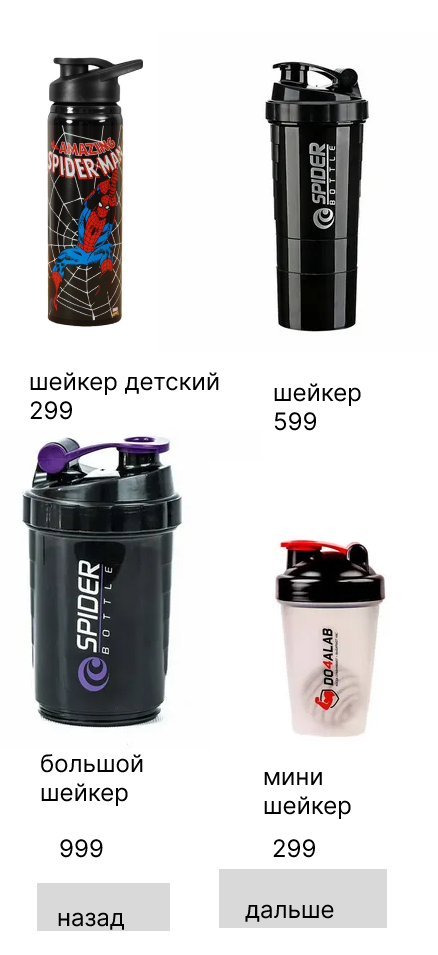 THE AMAZING
SPIDER-MAN
SPIDER
BOTTLE
шейкер детский
299
шейкер
599
SPIDER
BOTTLE
DO4ALAB
большой
шейкер
999
мини
шейкер
299
назад
дальше